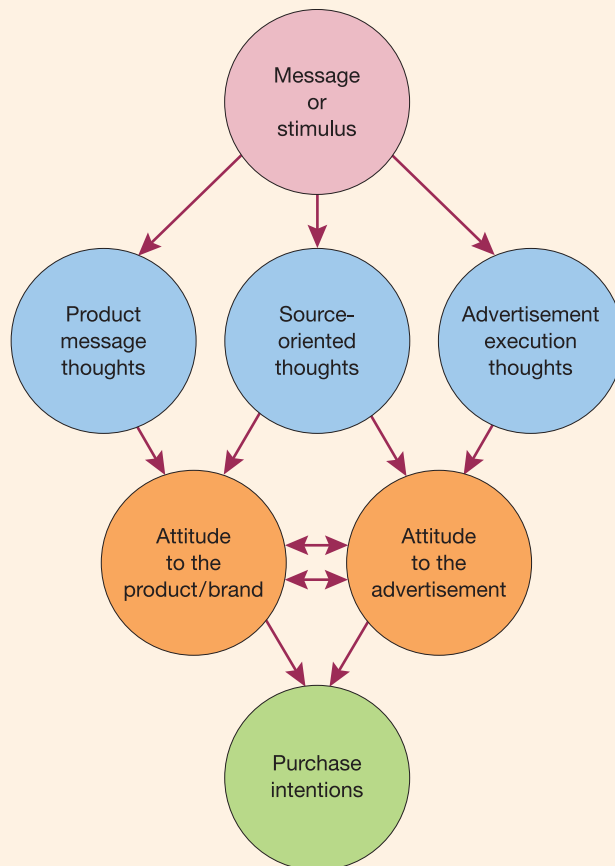 Message
or
stimulus
Product
message
thoughts
Source-
oriented
thoughts
Advertisement
execution
thoughts
Attitude
to the
product/brand
Attitude
to the
advertisement
Purchase
intentions